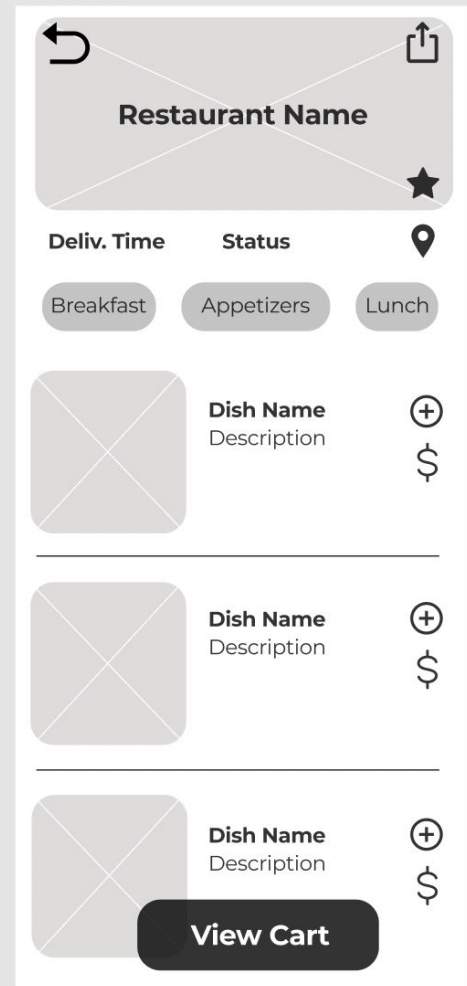 Restaurant Name
Deliv. Time Status
Breakfast Appetizers Lunch
Dish Name
Description
$
Dish Name
Description
$
Dish Name
Description
$
View Cart